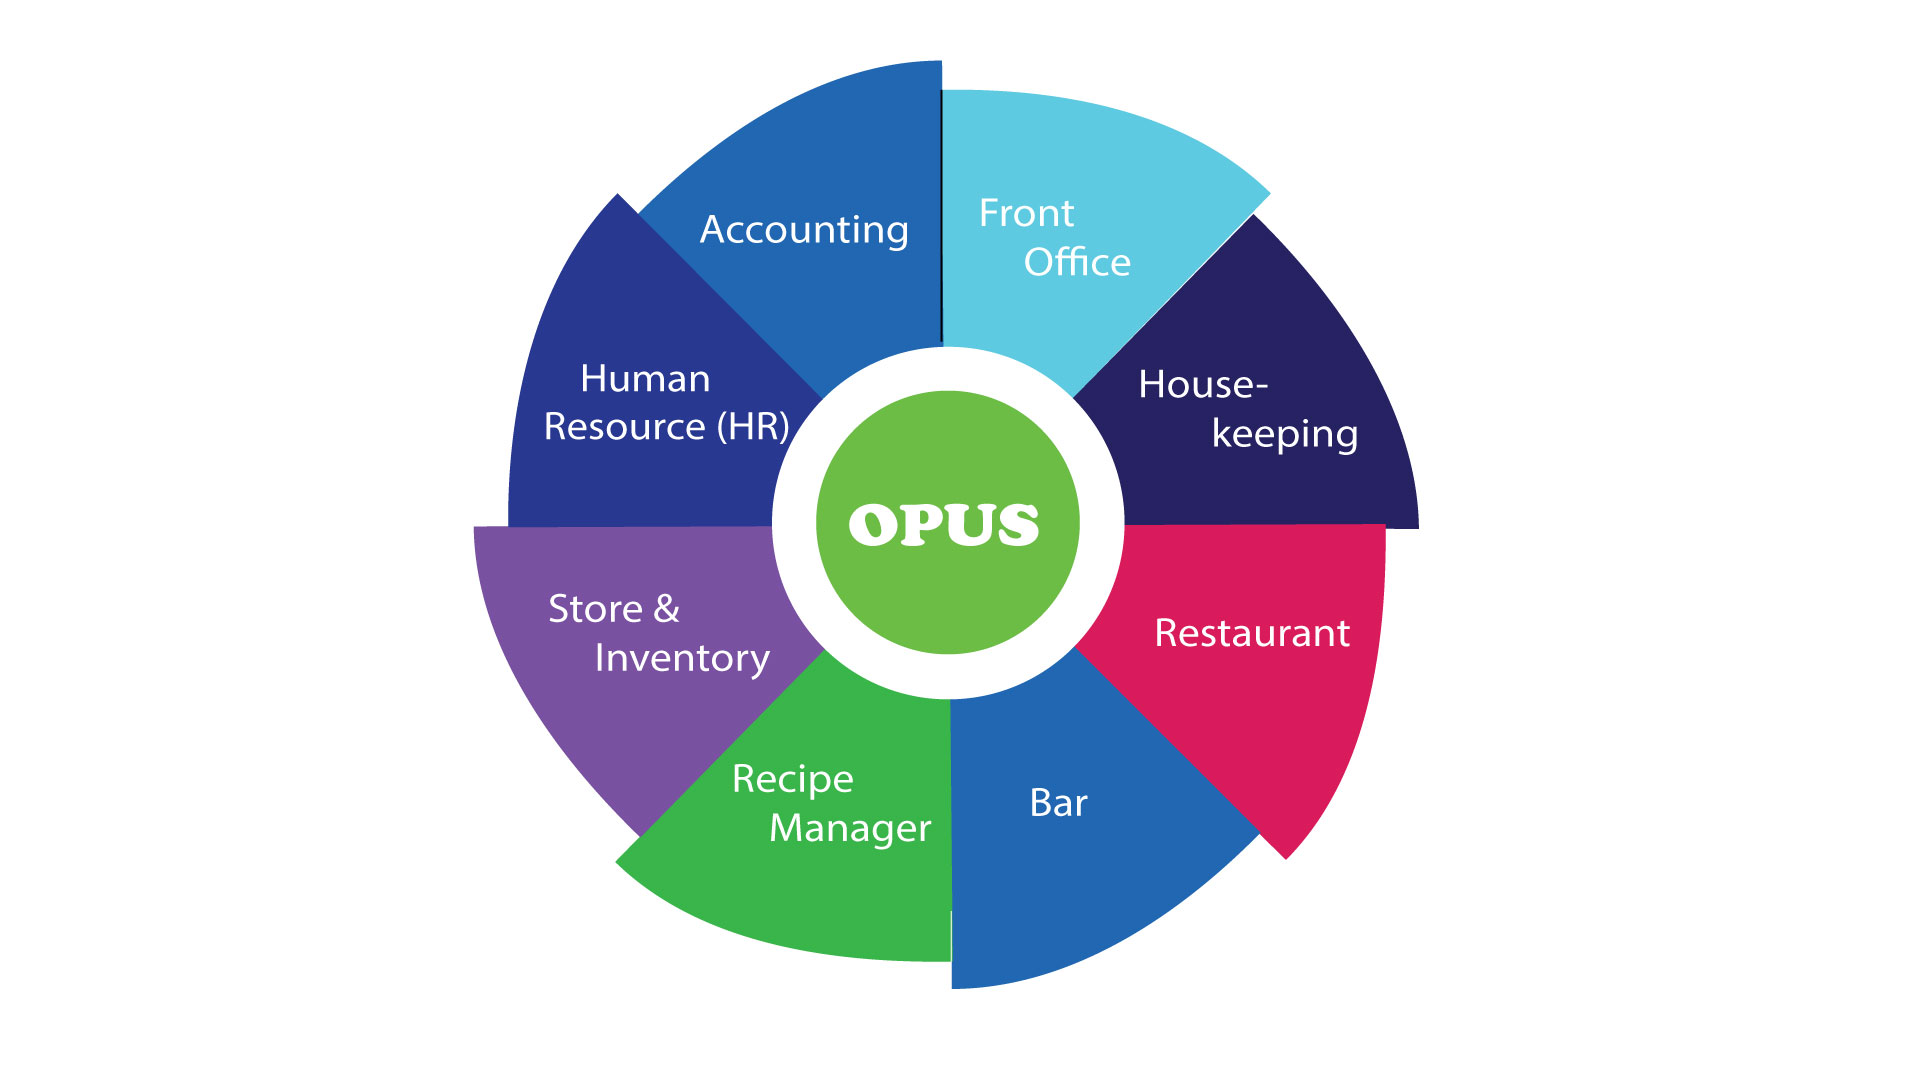 Accounting
Front
Office
House-
keeping
Restaurant
Bar
Recipe
Manager
Store &
Inventory
Human
Resource (HR)
OPUS